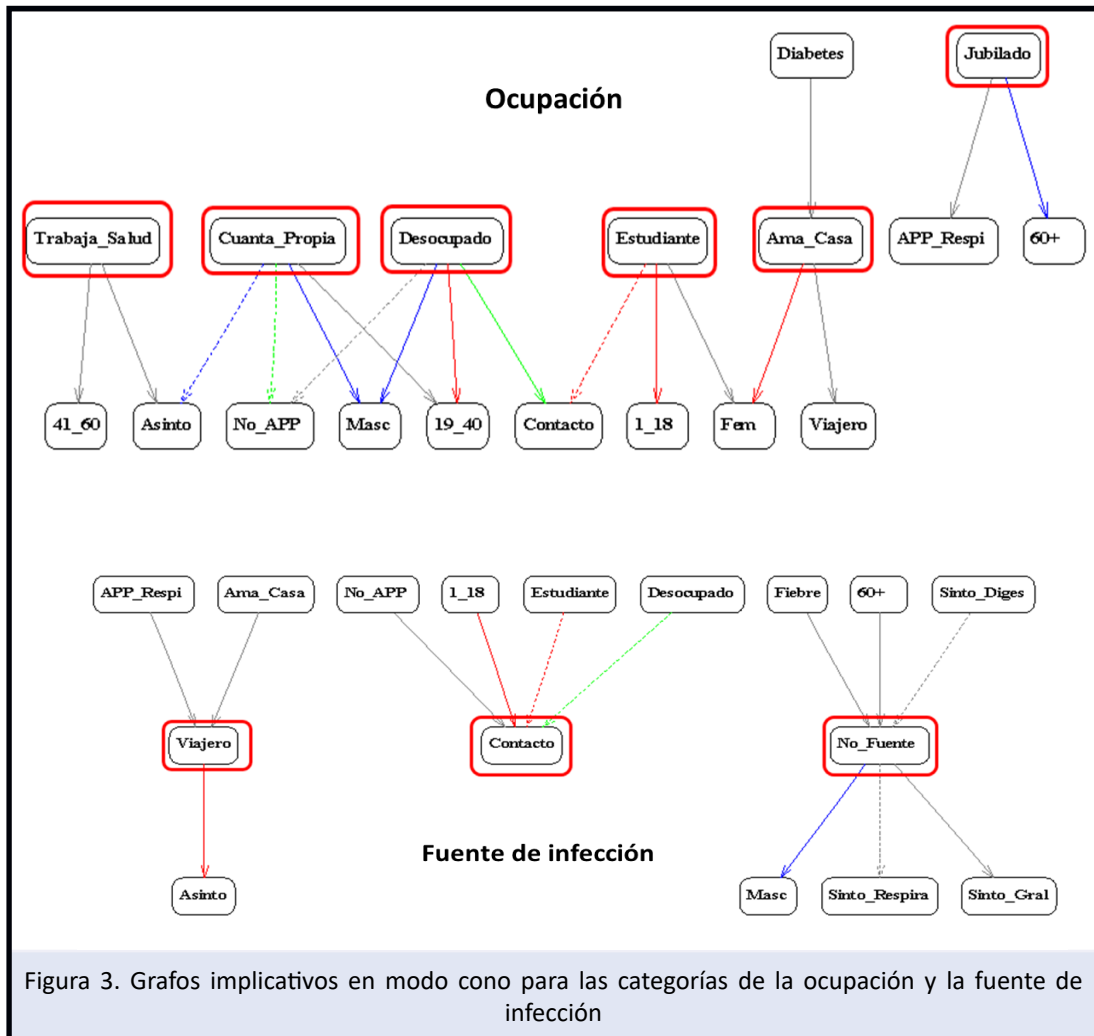 Diabetes Jubilado
Ocupación
Trabaja_Salud Cuanta_Propia Desocupado Estudiante Ama_Casa APP_Respi 60+
41_60 Asinto No_APP Masc 19_40 Contacto 1_18 Fem Viajero
APP_Respi Ama_Casa No_APP 1_18 Estudiante Desocupado Fiebre 60+ Sinto_Diges
Viajero Contacto No_Fuente
Fuente de infección
Asinto Masc Sinto_Respira Sinto_Gral
Figura 3. Grafos implicativos en modo cono para las categorías de la ocupación y la fuente de
infección